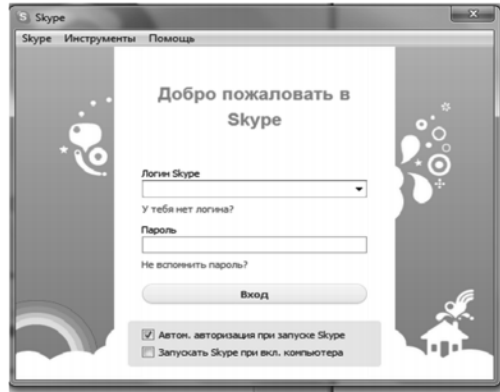 Skype
Skype Инструменты Помощь
Добро пожаловать в
Skype
Логин Skype
У тебя нет логина?
Пароль
Не вспомнить пароль?
Вход
Автом. авторизация при запуске Skype
Запускать Skype при вкл. компьютера